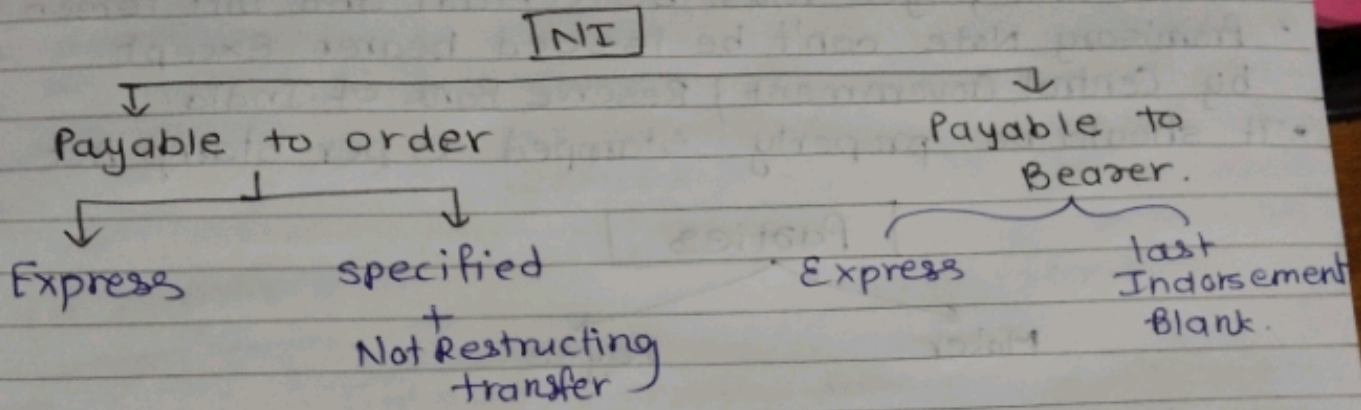 NI
Payable to order
Payable to
Bearer.
Express
specified
+
Not Restructing
transfer
Express
last
Indorsement
Blank.